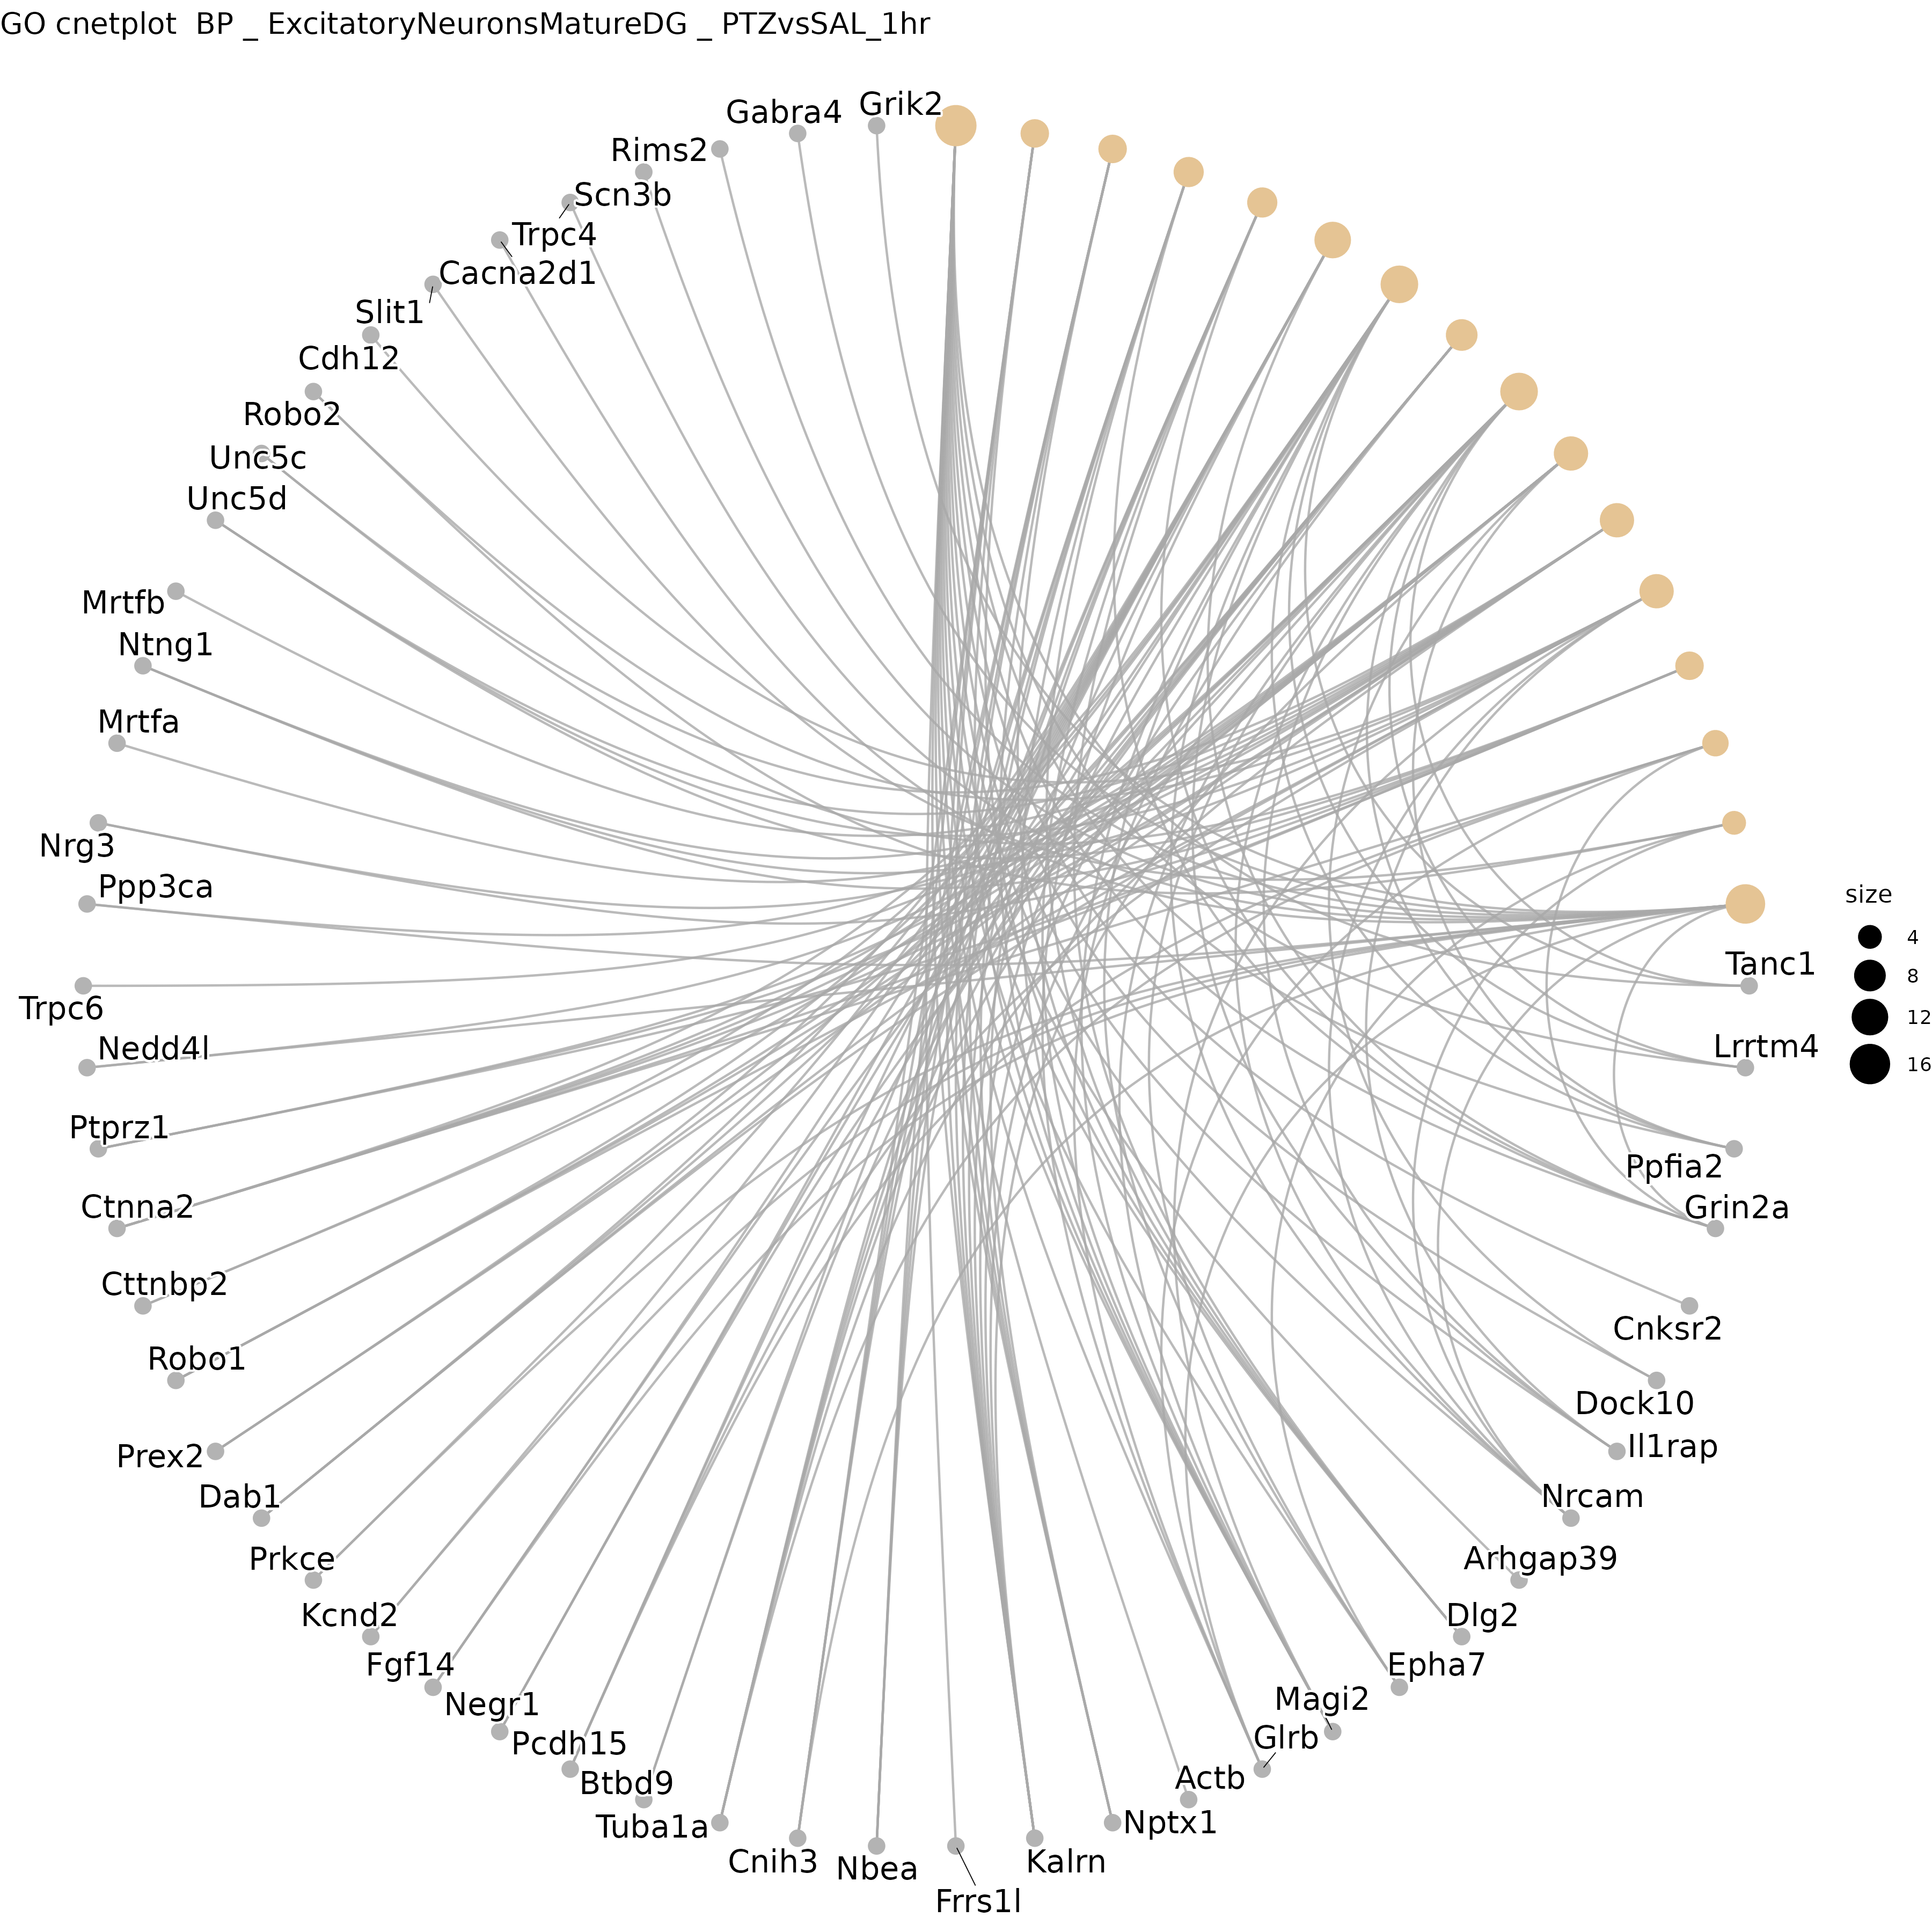 GO cnetplot  BP _ ExcitatoryNeuronsMatureDG _ PTZvsSAL_1hr
Grik2
Gabra4
Rims2
Scn3b
Trpc4
Cacna2d1
Slit1
Cdh12
Robo2
Unc5c
Unc5d
Mrtfb
Ntng1
Mrtfa
Nrg3
Ppp3ca
Trpc6
Nedd4l
Ptprz1
Ctnna2
Cttnbp2
Robo1
Prex2
Dab1
Prkce
Kcnd2
Fgf14
Negr1
Pcdh15
Btbd9
Tuba1a
Cnih3
Nbea
Frrs1l
Kalrn
Nptx1
Actb
Glrb
Magi2
Epha7
Dlg2
Arhgap39
Nrcam
Il1rap
Dock10
Cnksr2
Grin2a
Ppfia2
Lrrtm4
Tanc1
size
4
8
12
16